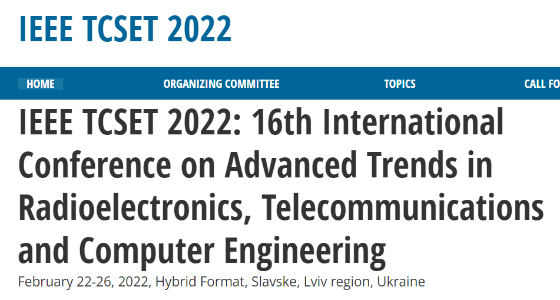 IEEE TCSET 2022
HOME ORGANIZING COMMITTEE TOPICS CALL FO
IEEE TCSET 2022: 16th International
Conference on Advanced Trends in
Radioelectronics, Telecommunications
and Computer Engineering
February 22-26, 2022, Hybrid Format, Slavske, Lviv region, Ukraine